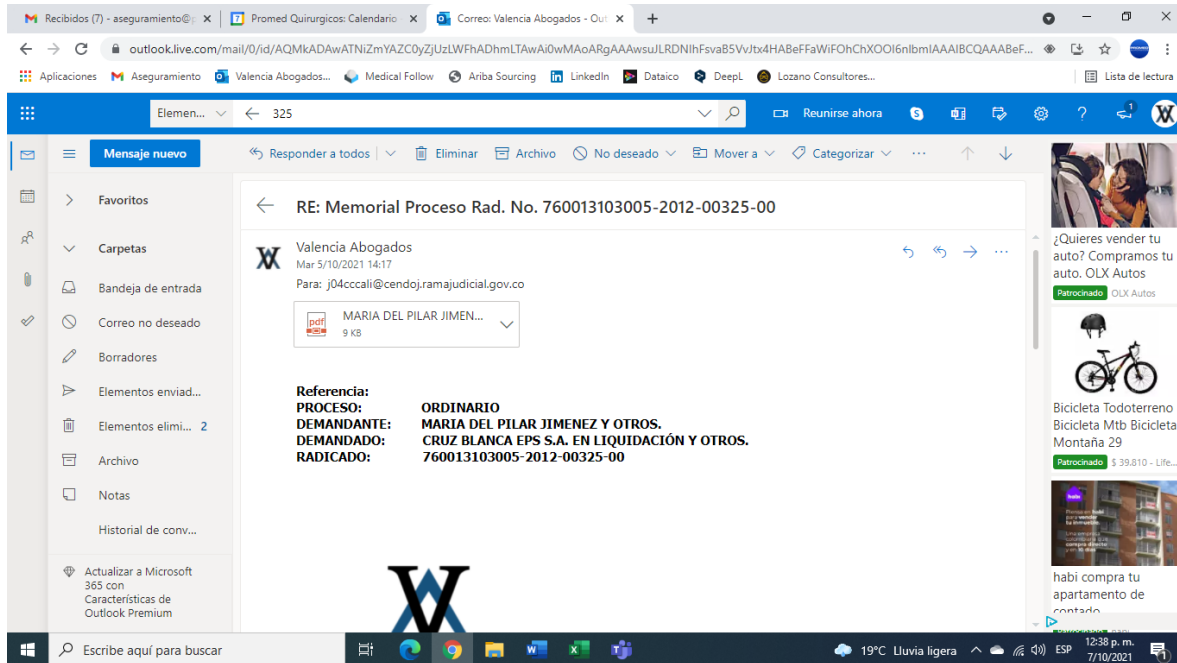 Recibidos (7) - aseguramiento@p
Promed Quirurgicos: Calendario -
Correo: Valencia Abogados - Out
outlook.live.com/mail/0/id/AQMkADAwATNiZmYAZC0yZjUzLWFhADhmLTAwAi0wMAoARgAAAwsuJLRDNIhFsvaB5VvJtx4HABeFFaWiFOhChXOOI6nIbmIAAAIBCQAAABeF...
Aplicaciones
Aseguramiento
Valencia Abogados...
Medical Follow
Ariba Sourcing
LinkedIn
Dataico
DeepL
Lozano Consultores...
Lista de lectura
Elemen...
325
Reunirse ahora
1
Mensaje nuevo
Responder a todos
Eliminar
Archivo
No deseado
Mover a
Categorizar
Favoritos
Carpetas
Bandeja de entrada
Correo no deseado
Borradores
Elementos enviad...
Elementos elimi... 2
Archivo
Notas
Historial de conv...
Actualizar a Microsoft
365 con
Características de
Outlook Premium
RE: Memorial Proceso Rad. No. 760013103005-2012-00325-00
Valencia Abogados
Mar 5/10/2021 14:17
Para: j04cccali@cendoj.ramajudicial.gov.co
pdf
MARIA DEL PILAR JIMEN...
9 KB
Referencia:
PROCESO: ORDINARIO
DEMANDANTE: MARIA DEL PILAR JIMENEZ Y OTROS.
DEMANDADO: CRUZ BLANCA EPS S.A. EN LIQUIDACIÓN Y OTROS.
RADICADO: 760013103005-2012-00325-00
¿Quieres vender tu
auto? Compramos tu
auto. OLX Autos
Patrocinado OLX Autos
Bicicleta Todoterreno
Bicicleta Mtb Bicicleta
Montaña 29
Patrocinado $ 39.810 - Life...
habi
habi compra tu
apartamento de
contado
Escribe aquí para buscar
19°C Lluvia ligera
ESP
12:38 p. m.
7/10/2021
1